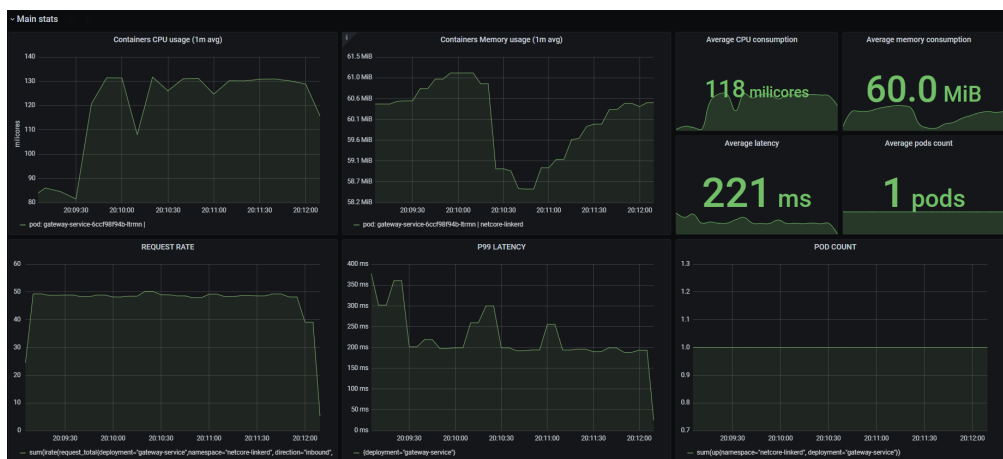 Main stats
Containers CPU usage (1m avg)
140
130
120
110
100
90
80
milicores
20:09:30 20:10:00 20:10:30 20:11:00 20:11:30 20:12:00
pod: gateway-service-6ccf98f94b-ltrmn |
Containers Memory usage (1m avg)
61.5 MiB
61.0 MiB
60.6 MiB
60.1 MiB
59.6 MiB
59.1 MiB
58.7 MiB
58.2 MiB
20:09:30 20:10:00 20:10:30 20:11:00 20:11:30 20:12:00
pod: gateway-service-6ccf98f94b-ltrmn | netcore-linkerd
Average CPU consumption
118 milicores
Average memory consumption
60.0 MiB
Average latency
221 ms
Average pods count
1 pods
REQUEST RATE
60
50
40
30
20
10
0
20:09:30 20:10:00 20:10:30 20:11:00 20:11:30 20:12:00
sum(irate(request_total{deployment="gateway-service",namespace="netcore-linkerd", direction="inbound",
P99 LATENCY
400 ms
350 ms
300 ms
250 ms
200 ms
150 ms
100 ms
50 ms
0 ms
20:09:30 20:10:00 20:10:30 20:11:00 20:11:30 20:12:00
{deployment="gateway-service"}
POD COUNT
1.3
1.2
1.1
1.0
0.9
0.8
0.7
20:09:30 20:10:00 20:10:30 20:11:00 20:11:30 20:12:00
sum(up{namespace="netcore-linkerd", deployment="gateway-service"})